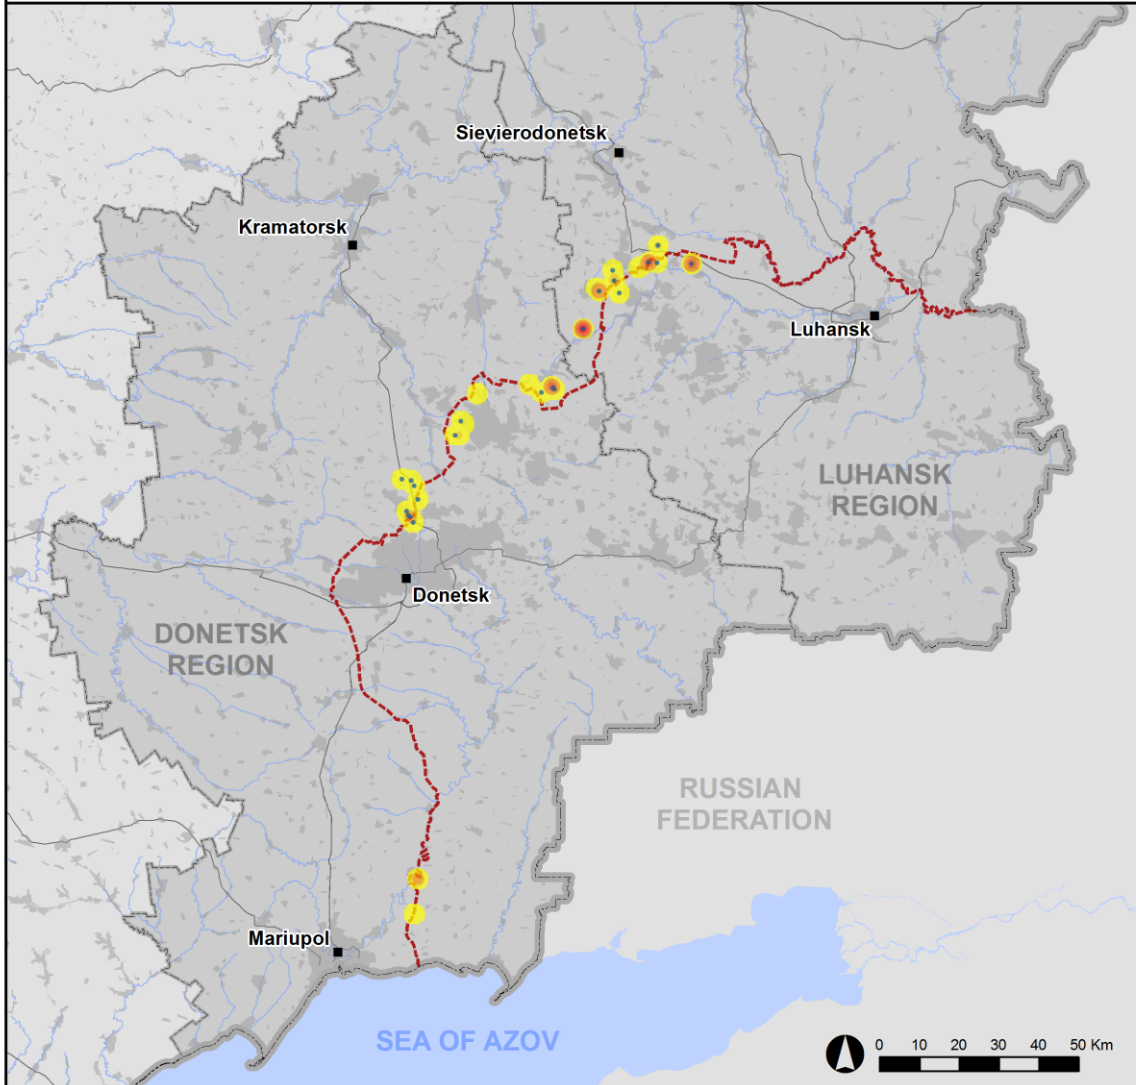 Sievierodonetsk
Kramatorsk
Luhansk
LUHANSK
REGION
Donetsk
DONETSK
REGION
RUSSIAN
FEDERATION
Mariupol
SEA OF AZOV
0 10 20 30 40 50 Km